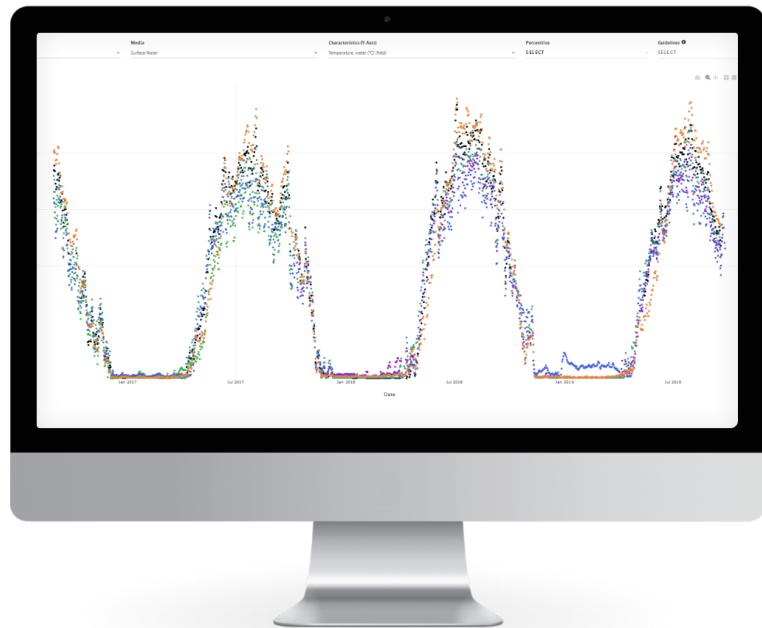 Media
Characteristics (Y-Axis)
Percentiles
Guidelines
Surface Water
Temperature, water (°C) (field)
SELECT
SELECT
Jan 2017
Jul 2017
Jan 2018
Jul 2018
Jan 2019
Jul 2019
Date